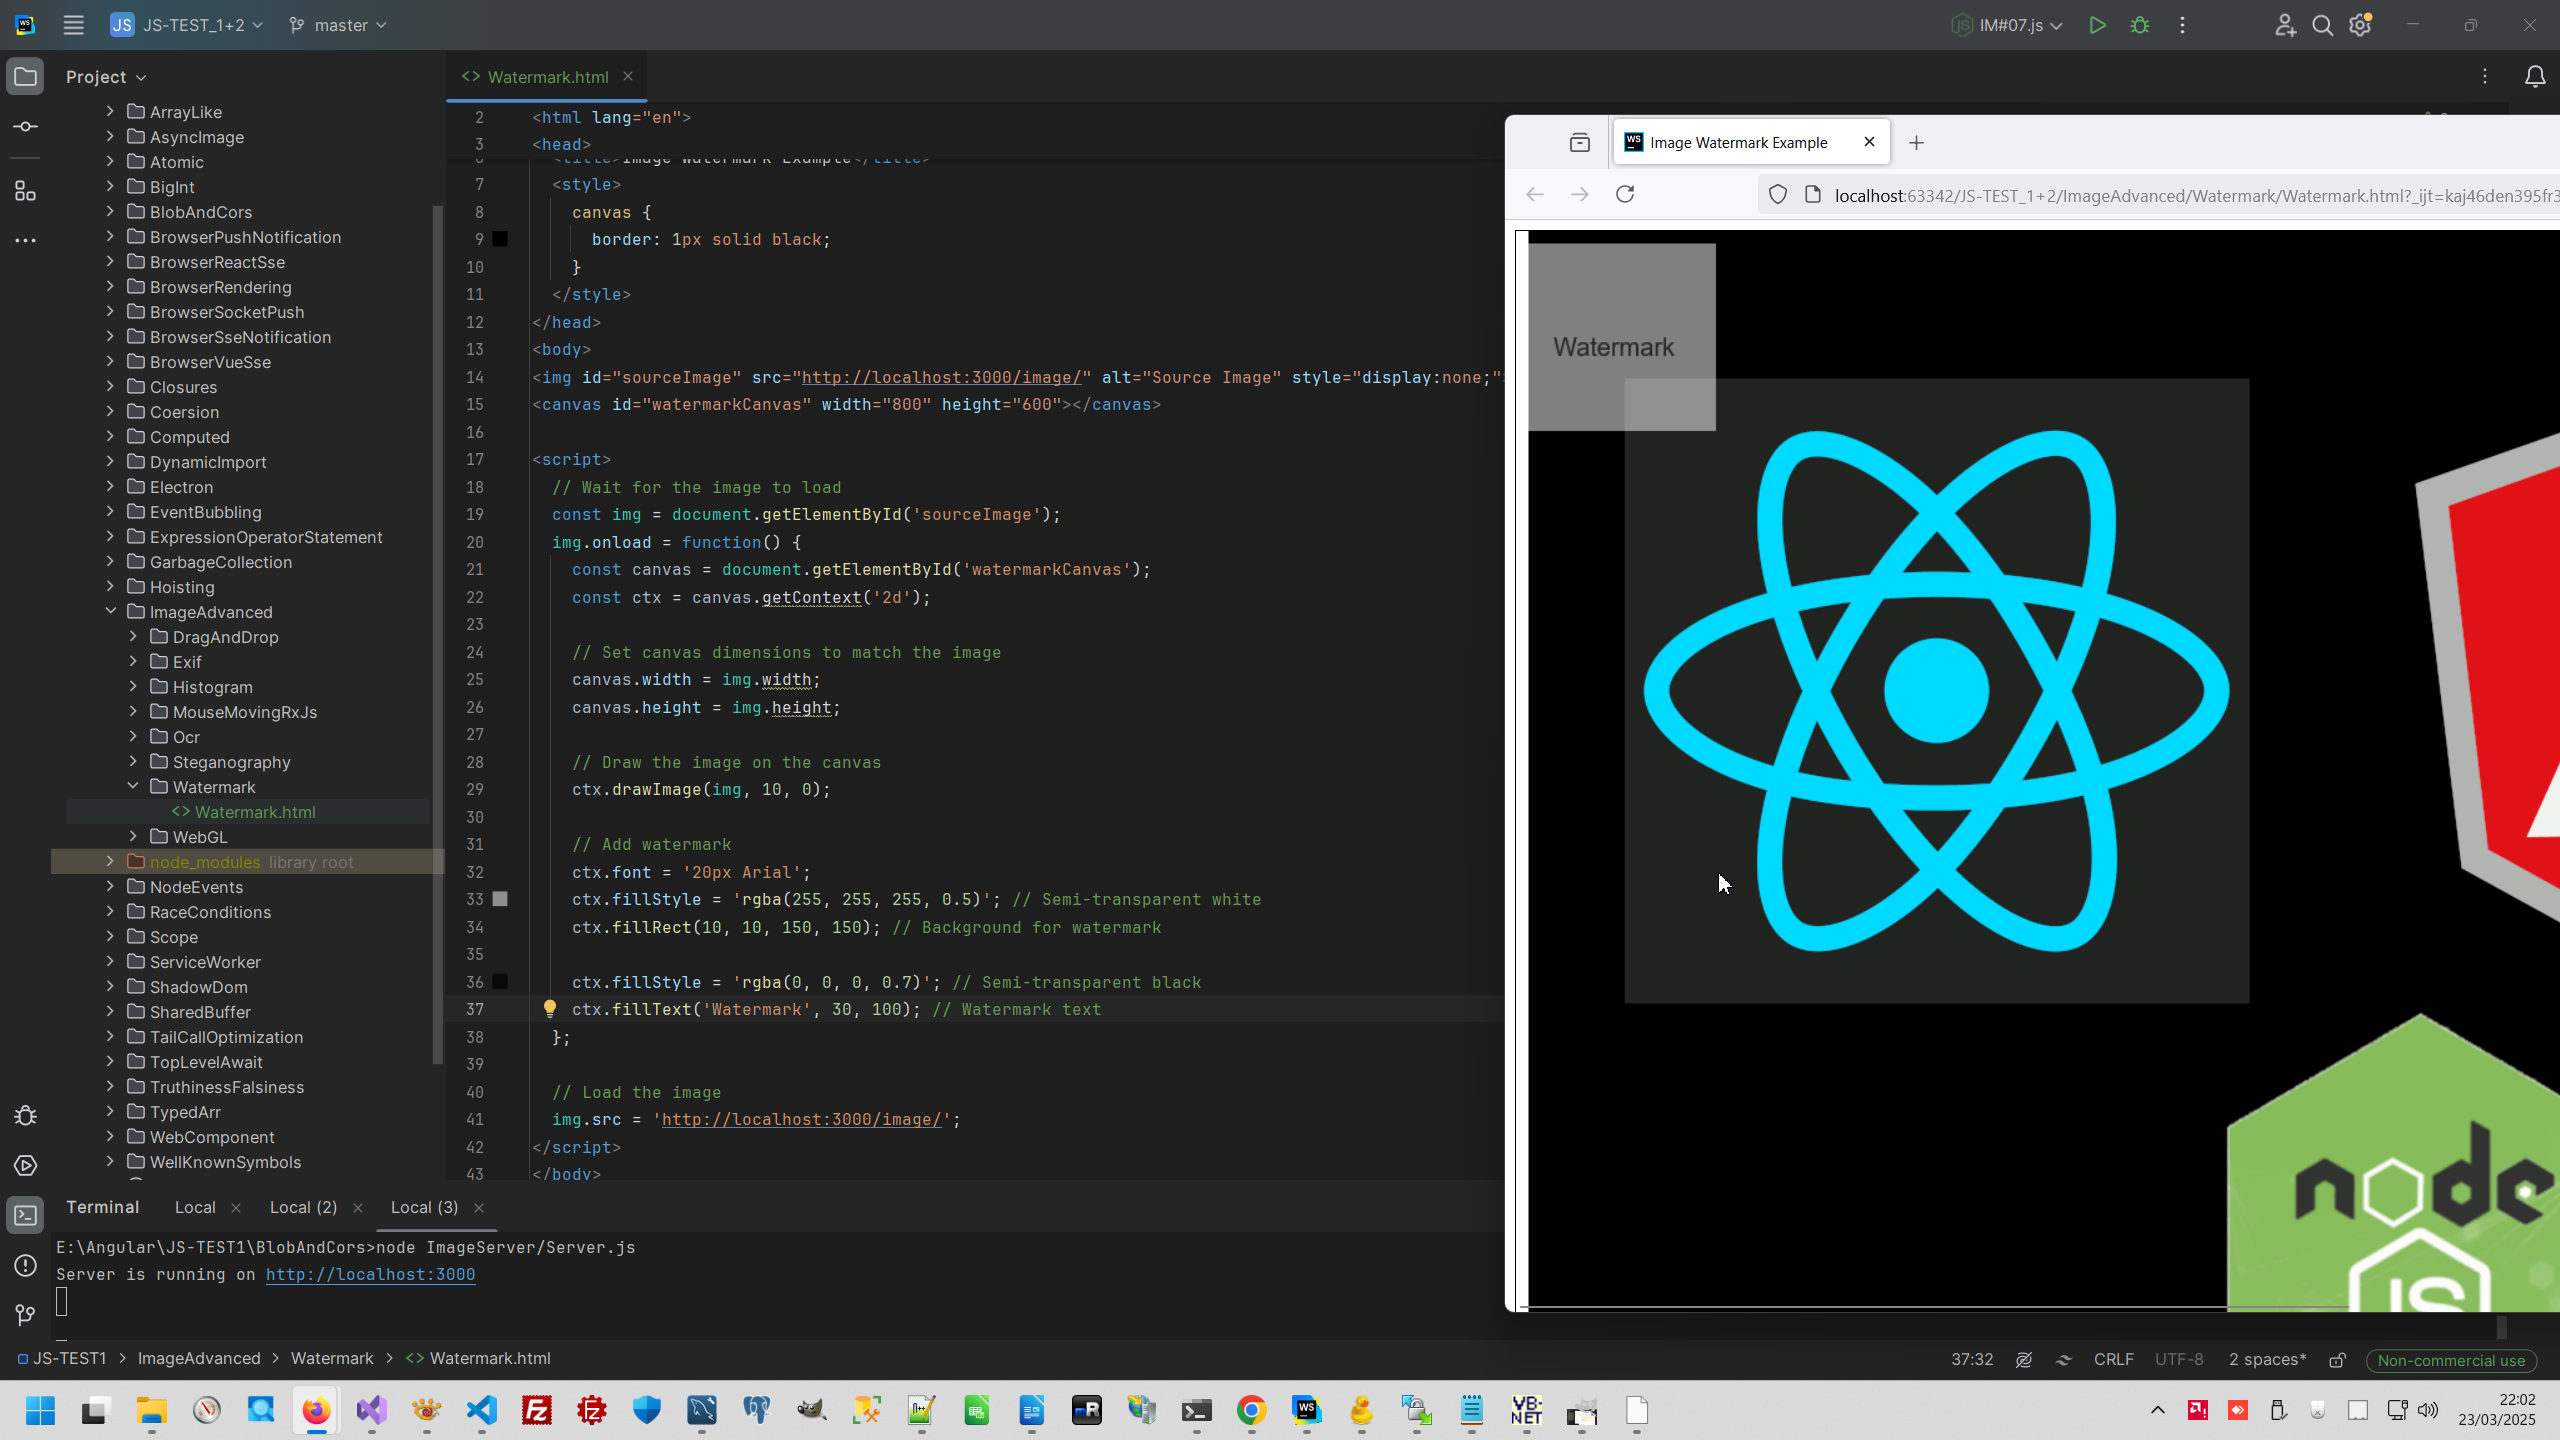 JS JS-TEST_1+2
master
IM#07.js
Project
ArrayLike
AsyncImage
Atomic
BigInt
BlobAndCors
BrowserPushNotification
BrowserReactSse
BrowserRendering
BrowserSocketPush
BrowserSseNotification
BrowserVueSse
Closures
Coersion
Computed
DynamicImport
Electron
EventBubbling
ExpressionOperatorStatement
GarbageCollection
Hoisting
ImageAdvanced
DragAndDrop
Exif
Histogram
MouseMovingRxJs
Ocr
Steganography
Watermark
<> Watermark.html
WebGL
node_modules library root
NodeEvents
RaceConditions
Scope
ServiceWorker
ShadowDom
SharedBuffer
TailCallOptimization
TopLevelAwait
TruthinessFalsiness
TypedArr
WebComponent
WellKnownSymbols
<> Watermark.html
2 <html lang="en">
3 <head>
<title>Image Watermark Example</title>
7 <style>
8 canvas {
9 border: 1px solid black;
10 }
11 </style>
12 </head>
13 <body>
14 <img id="sourceImage" src="http://localhost:3000/image/" alt="Source Image" style="display:none;"
15 <canvas id="watermarkCanvas" width="800" height="600"></canvas>
16
17 <script>
18 // Wait for the image to load
19 const img = document.getElementById('sourceImage');
20 img.onload = function() {
21 const canvas = document.getElementById('watermarkCanvas');
22 const ctx = canvas.getContext('2d');
23
24 // Set canvas dimensions to match the image
25 canvas.width = img.width;
26 canvas.height = img.height;
27
28 // Draw the image on the canvas
29 ctx.drawImage(img, 10, 0);
30
31 // Add watermark
32 ctx.font = '20px Arial';
33 ctx.fillStyle = 'rgba(255, 255, 255, 0.5)'; // Semi-transparent white
34 ctx.fillRect(10, 10, 150, 150); // Background for watermark
35
36 ctx.fillStyle = 'rgba(0, 0, 0, 0.7)'; // Semi-transparent black
37 ctx.fillText('Watermark', 30, 100); // Watermark text
38 };
39
40 // Load the image
41 img.src = 'http://localhost:3000/image/';
42 </script>
43 </body>
Image Watermark Example
localhost:63342/JS-TEST_1+2/ImageAdvanced/Watermark/Watermark.html?_ijt=kaj46den395fr3
Watermark
node
JS
Terminal
Local
Local (2)
Local (3)
E:\Angular\JS-TEST1\BlobAndCors>node ImageServer/Server.js
Server is running on http://localhost:3000
JS-TEST1 > ImageAdvanced > Watermark > <> Watermark.html
37:32
CRLF
UTF-8
2 spaces*
Non-commercial use
22:02
23/03/2025